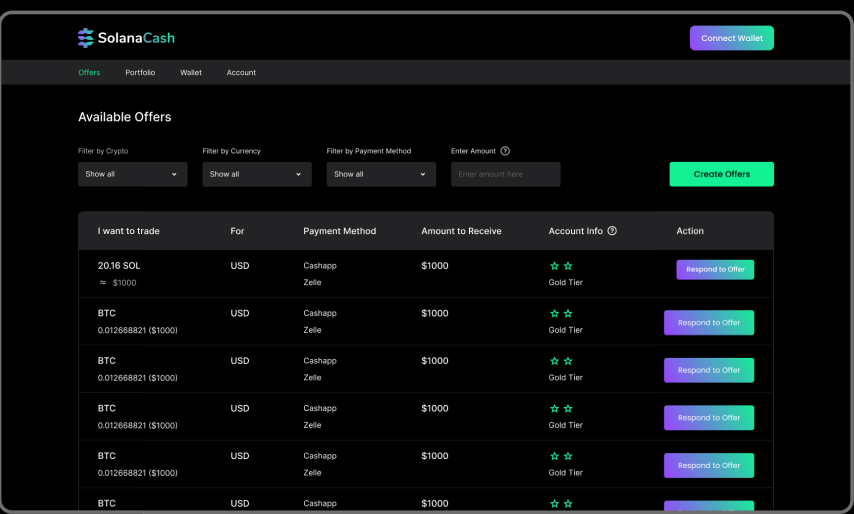 SolanaCash
Connect Wallet
Offers Portfolio Wallet Account
Available Offers
Filter by Crypto Filter by Currency Filter by Payment Method Enter Amount ?
Show all Show all Show all Enter amount here Create Offers
I want to trade For Payment Method Amount to Receive Account Info ? Action
20.16 SOL USD Cashapp $1000 Respond to Offer
≈ $1000 Zelle Gold Tier
BTC USD Cashapp $1000
0.012668821 ($1000) Zelle Gold Tier Respond to Offer
BTC USD Cashapp $1000
0.012668821 ($1000) Zelle Gold Tier Respond to Offer
BTC USD Cashapp $1000
0.012668821 ($1000) Zelle Gold Tier Respond to Offer
BTC USD Cashapp $1000
0.012668821 ($1000) Zelle Gold Tier Respond to Offer
BTC USD Cashapp $1000